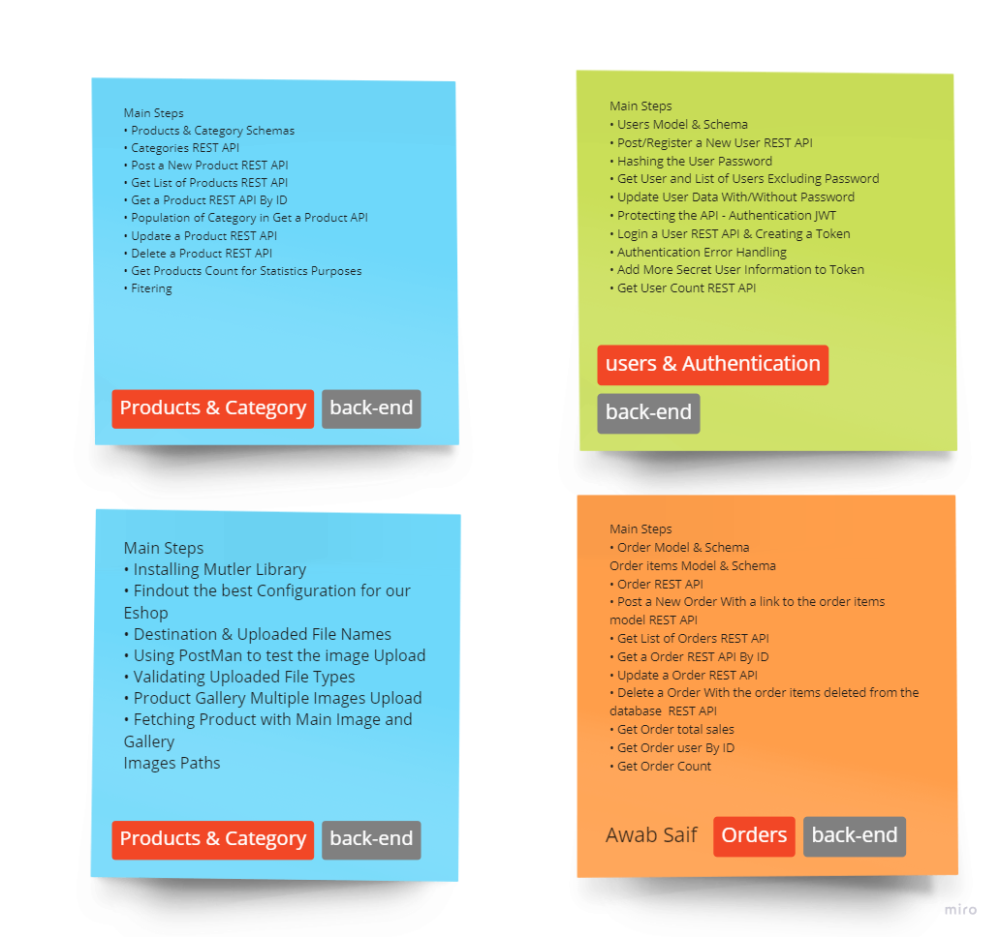 Main Steps
• Products & Category Schemas
• Categories REST API
• Post a New Product REST API
• Get List of Products REST API
• Get a Product REST API By ID
• Population of Category in Get a Product API
• Update a Product REST API
• Delete a Product REST API
• Get Products Count for Statistics Purposes
• Fitering
Products & Category back-end
Main Steps
• Users Model & Schema
• Post/Register a New User REST API
• Hashing the User Password
• Get User and List of Users Excluding Password
• Update User Data With/Without Password
• Protecting the API - Authentication JWT
• Login a User REST API & Creating a Token
• Authentication Error Handling
• Add More Secret User Information to Token
• Get User Count REST API
users & Authentication
back-end
Main Steps
• Installing Mutler Library
• Findout the best Configuration for our
Eshop
• Destination & Uploaded File Names
• Using PostMan to test the image Upload
• Validating Uploaded File Types
• Product Gallery Multiple Images Upload
• Fetching Product with Main Image and
Gallery
Images Paths
Products & Category back-end
Main Steps
• Order Model & Schema
Order items Model & Schema
• Order REST API
• Post a New Order With a link to the order items
model REST API
• Get List of Orders REST API
• Get a Order REST API By ID
• Update a Order REST API
• Delete a Order With the order items deleted from the
database  REST API
• Get Order total sales
• Get Order user By ID
• Get Order Count
Awab Saif Orders back-end
miro